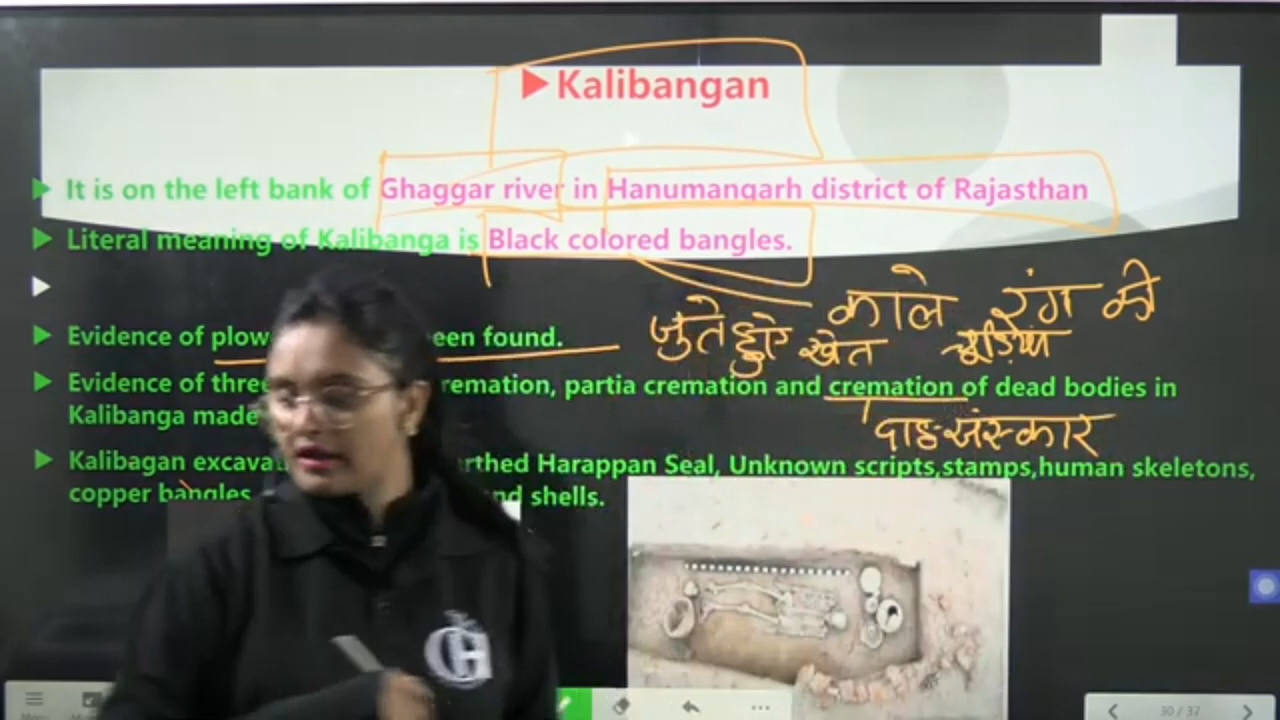 Kalibangan
It is on the left bank of Ghaggar river in Hanumangarh district of Rajasthan
Literal meaning of Kalibanga is Black colored bangles.
काले रंग की
चूड़ियां
Evidence of plow een found.
जुते हुए खेत
Evidence of three remation, partia cremation and cremation of dead bodies in
Kalibanga made
दाह संस्कार
Kalibagan excava rthed Harappan Seal, Unknown scripts,stamps,human skeletons,
copper bangles nd shells.
30 / 37